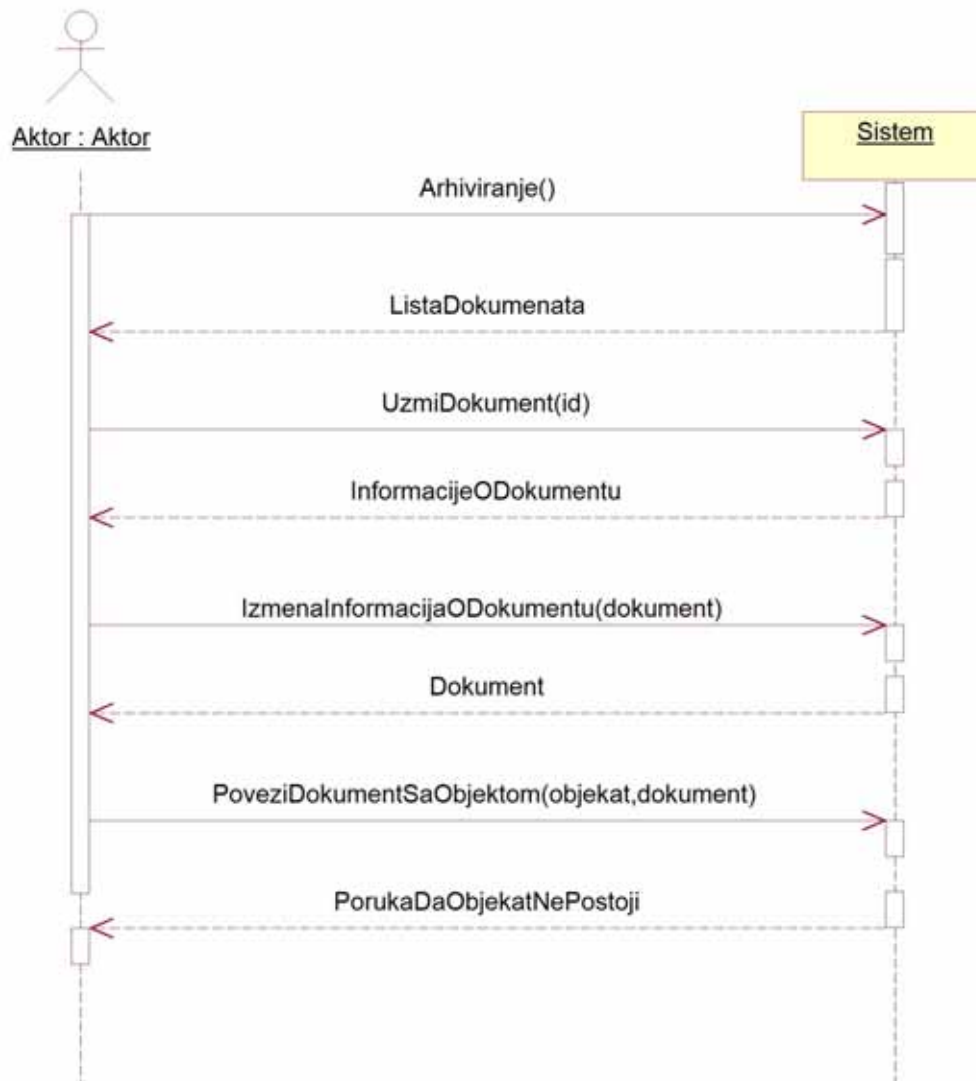 Aktor : Aktor
Sistem
Arhiviranje()
ListaDokumenata
UzmiDokument(id)
InformacijeODokumentu
IzmenaInformacijaODokumentu(dokument)
Dokument
PoveziDokumentSaObjektom(objekat,dokument)
PorukaDaObjekatNePostoji